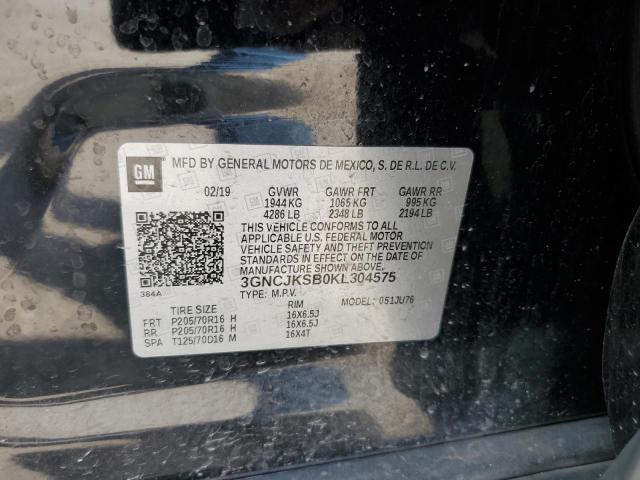 GM
MFD BY GENERAL MOTORS DE MEXICO, S. DE R.L. DE C.V.
02/19 GVWR GAWR FRT GAWR RR
1944 KG 1065 KG 995 KG
4286 LB 2348 LB 2194 LB
THIS VEHICLE CONFORMS TO ALL
APPLICABLE U.S. FEDERAL MOTOR
VEHICLE SAFETY AND THEFT PREVENTION
STANDARDS IN EFFECT ON THE DATE OF
MANUFACTURE SHOWN ABOVE.
3GNCJKSB0KL304575
384A
TYPE: M.P.V. MODEL: 051JU76
TIRE SIZE RIM
FRT P205/70R16 H 16X6.5J
RR P205/70R16 H 16X6.5J
SPA T125/70D16 M 16X4T